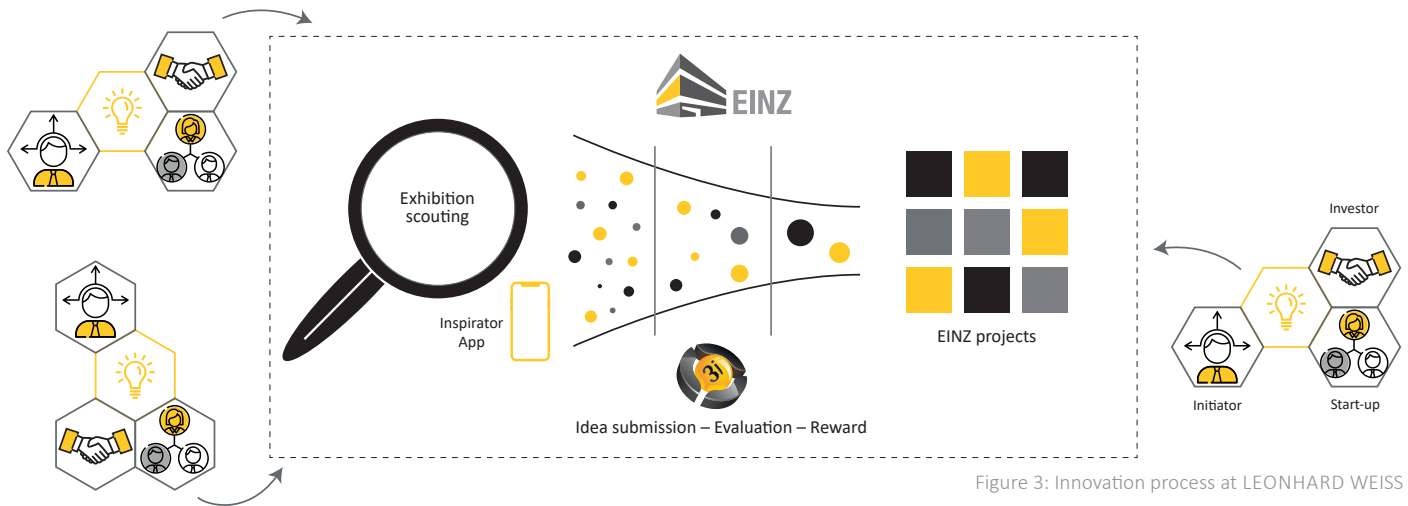 EINZ
Exhibition
scouting
Inspirator
App
3i
Idea submission – Evaluation – Reward
EINZ projects
Investor
Initiator
Start-up
Figure 3: Innovation process at LEONHARD WEISS